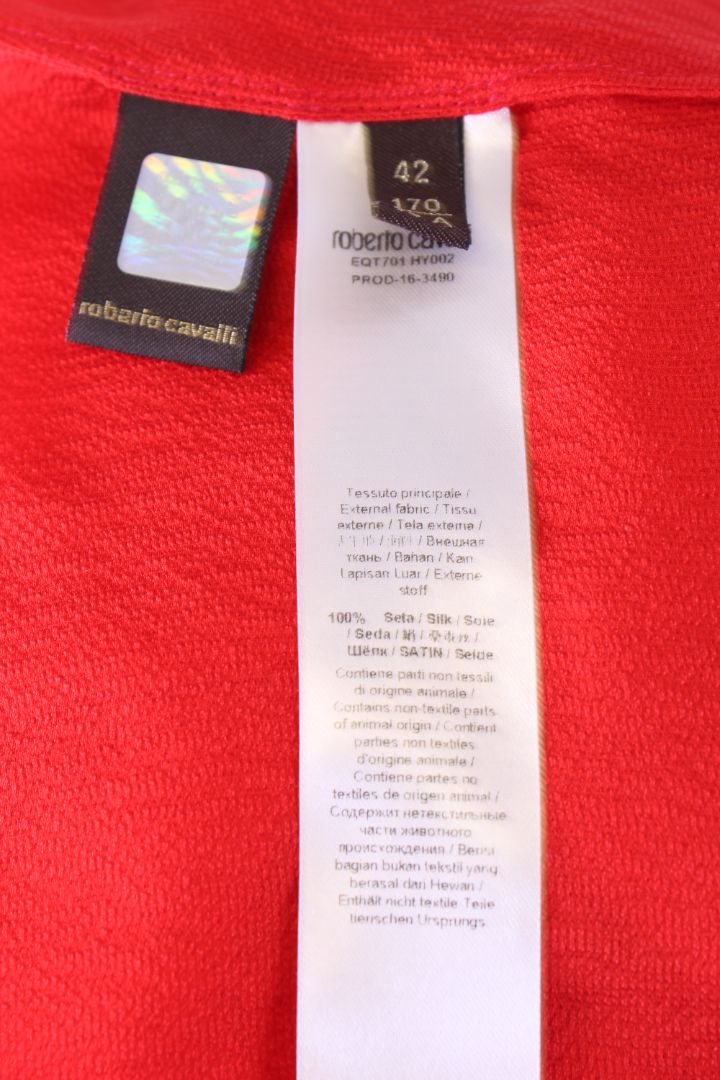 roberto cavalli
42
170
A
roberto
EQT701 HY002
PROD-16-3490
Tessuto principale /
External fabric / Tissu
externe / Tela externa /
/ Внешная
ткань / Bahan / Kain
Lapisan Luar / Externe
stoff
100% Seta / Silk / Soie
/ Seda / 絹 /
Шёлк / SATIN / Seide
Contiene parti non tessili
di origine animale /
Contains non-textile parts
of animal origin / Contient
parties non textiles
d'origine animale /
Contiene partes no
textiles de origen animal /
Содержит нетекстильные
части животного
происхождения / Berisi
bagian bukan tekstil yang
berasal dari Hewan /
Enthält nicht textile Teile
tierischen Ursprungs